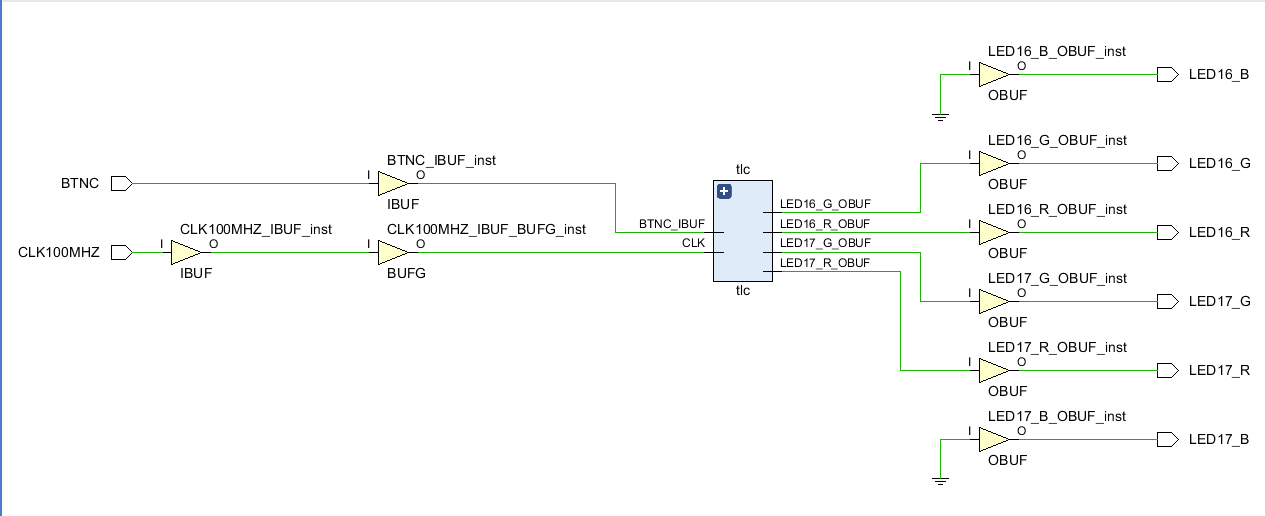 LED16_B_OBUF_inst
I
O
LED16_B
OBUF
LED16_G_OBUF_inst
I
O
LED16_G
OBUF
BTNC_IBUF_inst
BTNC
I
O
IBUF
tlc
LED16_G_OBUF
LED16_R_OBUF
LED17_G_OBUF
LED17_R_OBUF
BTNC_IBUF
CLK
tlc
LED16_R_OBUF_inst
I
O
LED16_R
OBUF
CLK100MHZ_IBUF_inst
CLK100MHZ
I
O
IBUF
CLK100MHZ_IBUF_BUFG_inst
I
O
BUFG
LED17_G_OBUF_inst
I
O
LED17_G
OBUF
LED17_R_OBUF_inst
I
O
LED17_R
OBUF
LED17_B_OBUF_inst
I
O
LED17_B
OBUF